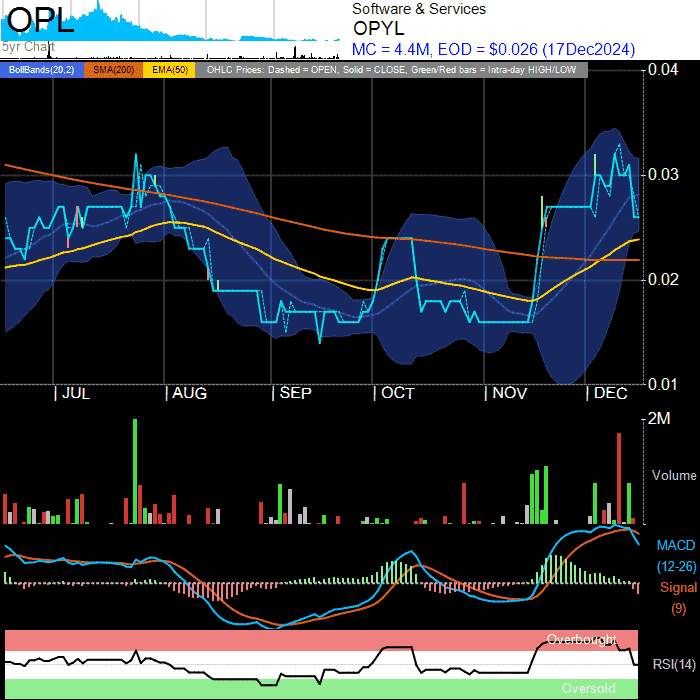 OPL
5yr Chart
Software & Services
OPYL
MC = 4.4M, EOD = $0.026 (17Dec2024)
BollBands(20,2) SMA(200) EMA(50) OHLC Prices: Dashed = OPEN, Solid = CLOSE, Green/Red bars = Intra-day HIGH/LOW
0.04
0.03
0.02
0.01
| JUL | AUG | SEP | OCT | NOV | DEC
2M
Volume
MACD
(12-26)
Signal
(9)
Overbought
RSI(14)
Oversold